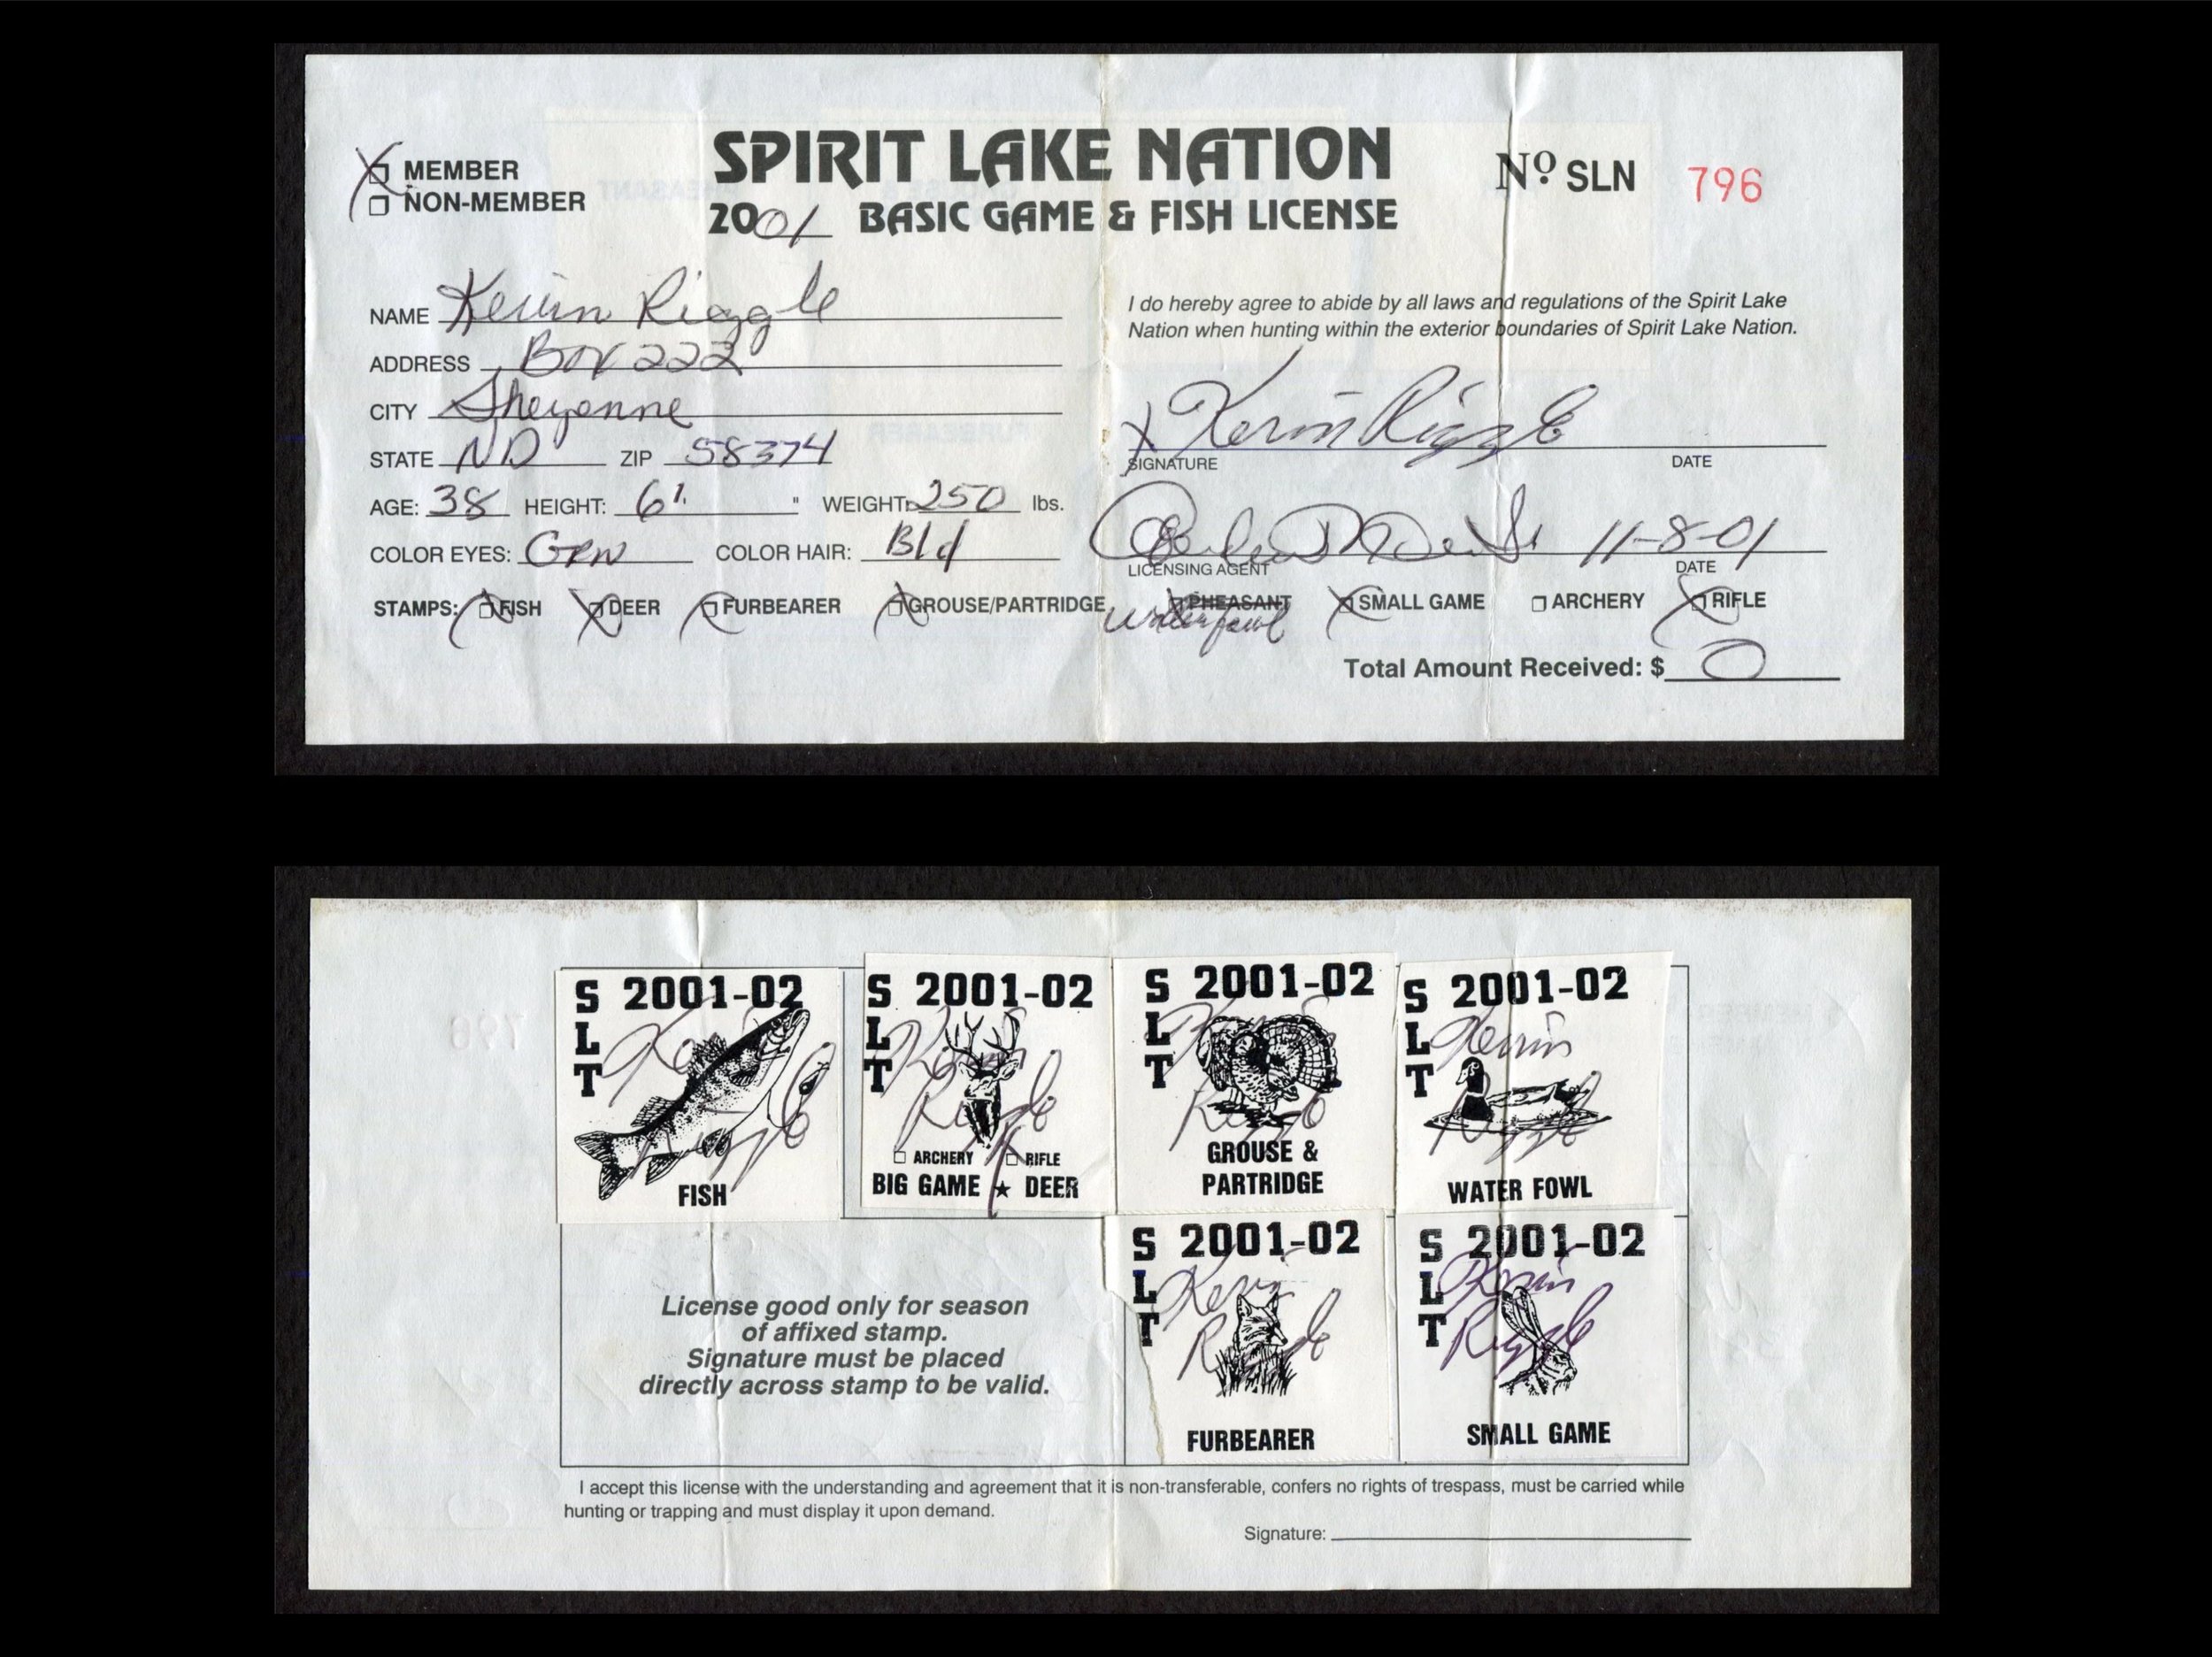 MEMBER
NON-MEMBER
SPIRIT LAKE NATION
2001 BASIC GAME & FISH LICENSE
Nº SLN 796
NAME Kevin Riggle
ADDRESS Box 222
CITY Sheyenne
STATE ND ZIP 58374
AGE: 38 HEIGHT: 6' " WEIGHT: 250 lbs.
COLOR EYES: GRN COLOR HAIR: Bld
I do hereby agree to abide by all laws and regulations of the Spirit Lake
Nation when hunting within the exterior boundaries of Spirit Lake Nation.
X Kevin Riggle
SIGNATURE DATE
11-8-01
LICENSING AGENT DATE
STAMPS: FISH DEER FURBEARER GROUSE/PARTRIDGE PHEASANT SMALL GAME ARCHERY RIFLE
Waterfowl
Total Amount Received: $ 0
SLT 2001-02
Kevin
Riggle
FISH
SLT 2001-02
Kevin
Riggle
ARCHERY RIFLE
BIG GAME ★ DEER
SLT 2001-02
Kevin
Riggle
GROUSE &
PARTRIDGE
SLT 2001-02
Kevin
Riggle
WATER FOWL
License good only for season
of affixed stamp.
Signature must be placed
directly across stamp to be valid.
SLT 2001-02
Kevin
Riggle
FURBEARER
SLT 2001-02
Kevin
Riggle
SMALL GAME
I accept this license with the understanding and agreement that it is non-transferable, confers no rights of trespass, must be carried while
hunting or trapping and must display it upon demand.
Signature: